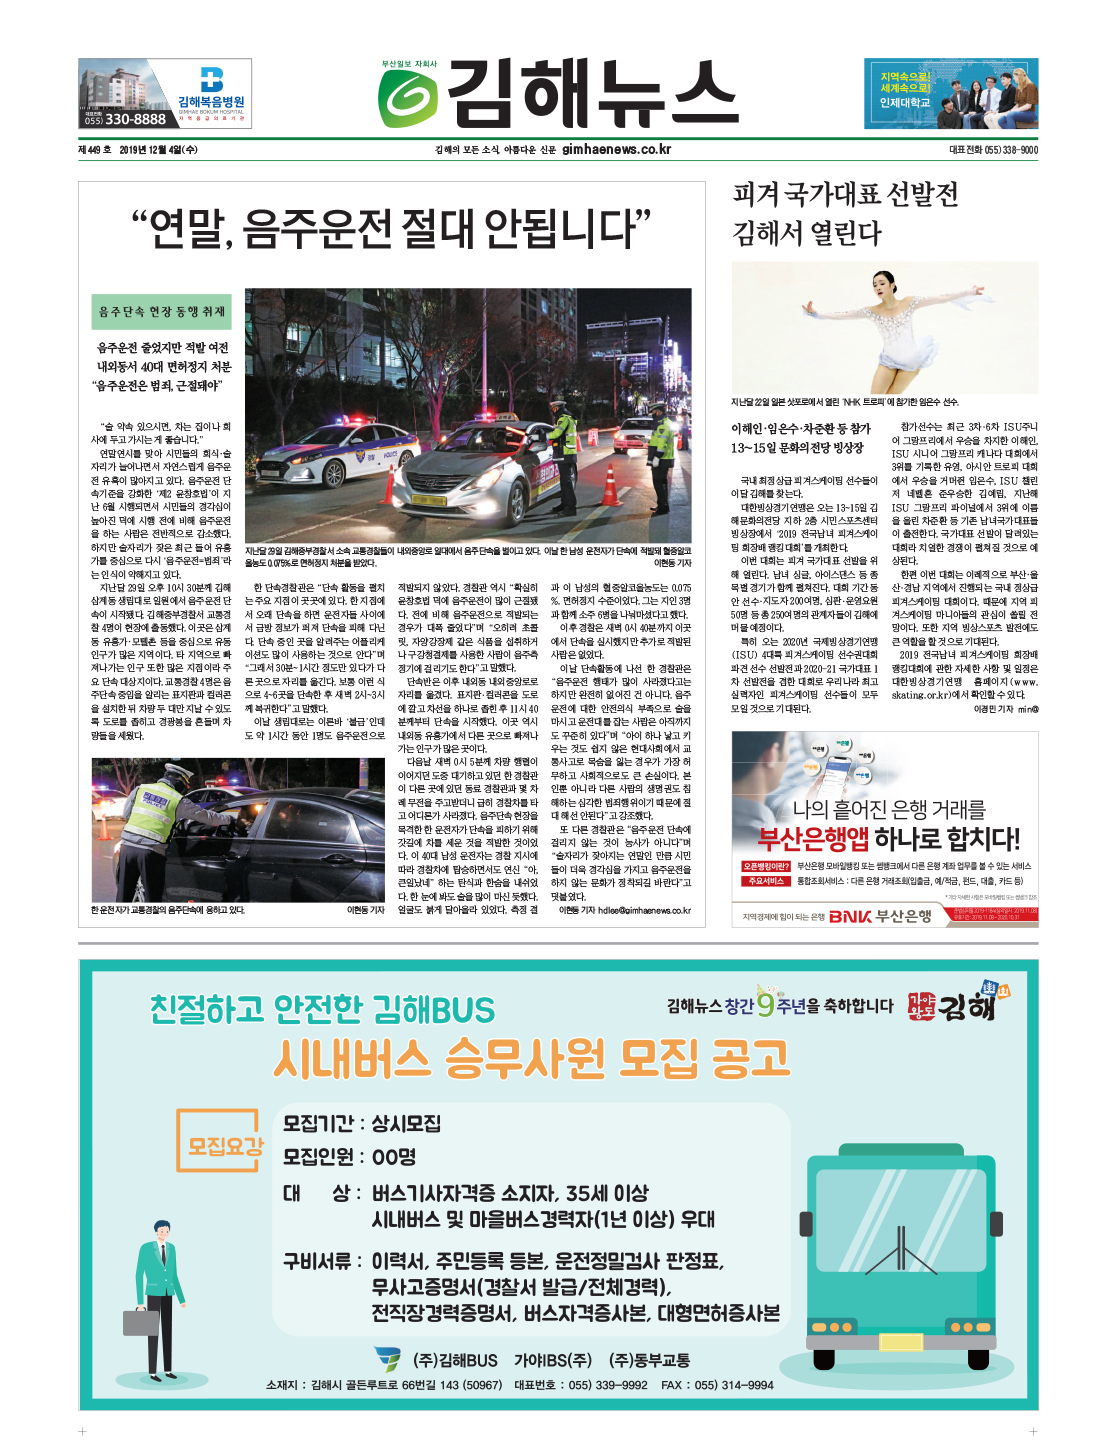 김해복음병원
GIMHAE BOKUM HOSPITAL
지역응급의료기관
대표전화
055) 330-8888
부산일보 자회사
김해뉴스
지역속으로!
세계속으로!
인제대학교
제 449 호 2019년 12월 4일(수)
김해의 모든 소식, 아름다운 신문 gimhaenews.co.kr
대표전화 055) 338-9000
“연말, 음주운전 절대 안됩니다”
음주단속 현장 동행 취재
음주운전 줄었지만 적발 여전
내외동서 40대 면허정지 처분
“음주운전은 범죄, 근절돼야”
지난달 29일 김해중부경찰서 소속 교통경찰들이 내외중앙로 일대에서 음주단속을 벌이고 있다. 이날 한 남성 운전자가 단속에 적발돼 혈중알코
올농도 0.075%로 면허정지 처분을 받았다. 이현동 기자
“술 약속 있으시면, 차는 집이나 회
사에 두고 가시는 게 좋습니다.”
연말연시를 맞아 시민들의 회식·술
자리가 늘어나면서 자연스럽게 음주운
전 유혹이 많아지고 있다. 음주운전 단
속기준을 강화한 ‘제2 윤창호법’이 지
난 6월 시행되면서 시민들의 경각심이
높아진 덕에 시행 전에 비해 음주운전
을 하는 사람은 전반적으로 감소했다.
하지만 술자리가 잦은 최근 들어 유흥
가를 중심으로 다시 ‘음주운전=범죄’라
는 인식이 약해지고 있다.
지난달 29일 오후 10시 30분께 김해
삼계동 생림대로 일원에서 음주운전 단
속이 시작됐다. 김해중부경찰서 교통경
찰 4명이 현장에 출동했다. 이곳은 삼계
동 유흥가·모텔촌 등을 중심으로 유동
인구가 많은 지역이다. 타 지역으로 빠
져나가는 인구 또한 많은 지점이라 주
요 단속 대상지이다. 교통경찰 4명은 음
주단속 중임을 알리는 표지판과 컬러콘
을 설치한 뒤 차량 두 대만 지날 수 있도
록 도로를 좁히고 경광봉을 흔들며 차
량들을 세웠다.
한 단속경찰관은 “단속 활동을 펼치
는 주요 지점이 곳곳에 있다. 한 지점에
서 오래 단속을 하면 운전자들 사이에
서 금방 정보가 퍼져 단속을 피해 다닌
다. 단속 중인 곳을 알려주는 어플리케
이션도 많이 사용하는 것으로 안다”며
“그래서 30분~1시간 정도만 있다가 다
른 곳으로 자리를 옮긴다. 보통 이런 식
으로 4~6곳을 단속한 후 새벽 2시~3시
께 복귀한다”고 말했다.
이날 생림대로는 이른바 ‘불금’인데
도 약 1시간 동안 1명도 음주운전으로
한 운전자가 교통경찰의 음주단속에 응하고 있다. 이현동 기자
적발되지 않았다. 경찰관 역시 “확실히
윤창호법 덕에 음주운전이 많이 근절됐
다. 전에 비해 음주운전으로 적발되는
경우가 대폭 줄었다”며 “오히려 초콜
릿, 자양강장제 같은 식품을 섭취하거
나 구강청결제를 사용한 사람이 음주측
정기에 걸리기도 한다”고 말했다.
단속반은 이후 내외동 내외중앙로로
자리를 옮겼다. 표지판·컬러콘을 도로
에 깔고 차선을 하나로 좁힌 후 11시 40
분께부터 단속을 시작했다. 이곳 역시
내외동 유흥가에서 다른 곳으로 빠져나
가는 인구가 많은 곳이다.
다음날 새벽 0시 5분께 차량 행렬이
이어지던 도중 대기하고 있던 한 경찰관
이 다른 곳에 있던 동료 경찰관과 몇 차
례 무전을 주고받더니 급히 경찰차를 타
고 어디론가 사라졌다. 음주단속 현장을
목격한 한 운전자가 단속을 피하기 위해
갓길에 차를 세운 것을 적발한 것이었
다. 이 40대 남성 운전자는 경찰 지시에
따라 경찰차에 탑승하면서도 연신 “아,
큰일났네” 하는 탄식과 한숨을 내쉬었
다. 한 눈에 봐도 술을 많이 마신 듯했다.
얼굴도 붉게 달아올라 있었다. 측정 결
과 이 남성의 혈중알코올농도는 0.075
%. 면허정지 수준이었다. 그는 지인 3명
과 함께 소주 6병을 나눠마셨다고 했다.
이후 경찰은 새벽 0시 40분까지 이곳
에서 단속을 실시했지만 추가로 적발된
사람은 없었다.
이날 단속활동에 나선 한 경찰관은
“음주운전 행태가 많이 사라졌다고는
하지만 완전히 없어진 건 아니다. 음주
운전에 대한 안전의식 부족으로 술을
마시고 운전대를 잡는 사람은 아직까지
도 꾸준히 있다”며 “아이 하나 낳고 키
우는 것도 쉽지 않은 현대사회에서 교
통사고로 목숨을 잃는 경우가 가장 허
무하고 사회적으로도 큰 손실이다. 본
인뿐 아니라 다른 사람의 생명권도 침
해하는 심각한 범죄행위이기 때문에 절
대 해선 안된다”고 강조했다.
또 다른 경찰관은 “음주운전 단속에
걸리지 않는 것이 능사가 아니다”며
“술자리가 잦아지는 연말인 만큼 시민
들이 더욱 경각심을 가지고 음주운전을
하지 않는 문화가 정착되길 바란다”고
덧붙였다.
이현동 기자 hdlee@gimhaenews.co.kr
피겨 국가대표 선발전
김해서 열린다
지난달 22일 일본 삿포로에서 열린 ‘NHK 트로피’에 참가한 임은수 선수.
이해인·임은수·차준환 등 참가
13~15일 문화의전당 빙상장
국내 최정상급 피겨스케이팅 선수들이
이달 김해를 찾는다.
대한빙상경기연맹은 오는 13~15일 김
해문화의전당 지하 2층 시민스포츠센터
빙상장에서 ‘2019 전국남녀 피겨스케이
팅 회장배 랭킹대회’를 개최한다.
이번 대회는 피겨 국가대표 선발을 위
해 열린다. 남녀 싱글, 아이스댄스 등 종
목별 경기가 함께 펼쳐진다. 대회 기간 동
안 선수·지도자 200여명, 심판·운영요원
50명 등 총 250여명의 관계자들이 김해에
머물 예정이다.
특히 오는 2020년 국제빙상경기연맹
(ISU) 4대륙 피겨스케이팅 선수권대회
파견 선수 선발전과 2020-21 국가대표 1
차 선발전을 겸한 대회로 우리나라 최고
실력자인 피겨스케이팅 선수들이 모두
모일 것으로 기대된다.
참가선수는 최근 3차·6차 ISU주니
어 그랑프리에서 우승을 차지한 이해인,
ISU 시니어 그랑프리 캐나다 대회에서
3위를 기록한 유영, 아시안 트로피 대회
에서 우승을 거머쥔 임은수, ISU 챌린
저 네벨혼 준우승한 김예림, 지난해
ISU 그랑프리 파이널에서 3위에 이름
을 올린 차준환 등 기존 남녀국가대표들
이 출전한다. 국가대표 선발이 달려있는
대회라 치열한 경쟁이 펼쳐질 것으로 예
상된다.
한편 이번 대회는 이례적으로 부산·울
산·경남 지역에서 진행되는 국내 정상급
피겨스케이팅 대회이다. 때문에 지역 피
겨스케이팅 마니아들의 관심이 쏠릴 전
망이다. 또한 지역 빙상스포츠 발전에도
큰 역할을 할 것으로 기대된다.
2019 전국남녀 피겨스케이팅 회장배
랭킹대회에 관한 자세한 사항 및 일정은
대한빙상경기연맹 홈페이지(www.
skating.or.kr)에서 확인할 수 있다.
이경민 기자 min@
나의 흩어진 은행 거래를
부산은행앱 하나로 합치다!
오픈뱅킹이란? 부산은행 모바일뱅킹 또는 썸뱅크에서 다른 은행 계좌 업무를 볼 수 있는 서비스
주요서비스 통합조회서비스 : 다른 은행 거래조회(입출금, 예/적금, 펀드, 대출, 카드 등)
지역경제에 힘이 되는 은행 BNK 부산은행
친절하고 안전한 김해BUS
김해뉴스 창간 9주년을 축하합니다
가야왕도 김해
시내버스 승무사원 모집 공고
모집요강
모집기간 : 상시모집
모집인원 : 00명
대 상 : 버스기사자격증 소지자, 35세 이상
시내버스 및 마을버스경력자(1년 이상) 우대
구비서류 : 이력서, 주민등록 등본, 운전정밀검사 판정표,
무사고증명서(경찰서 발급/전체경력),
전직장경력증명서, 버스자격증사본, 대형면허증사본
(주)김해BUS 가야IBS(주) (주)동부교통
소재지 : 김해시 골든루트로 66번길 143 (50967) 대표번호 : 055) 339-9992 FAX : 055) 314-9994